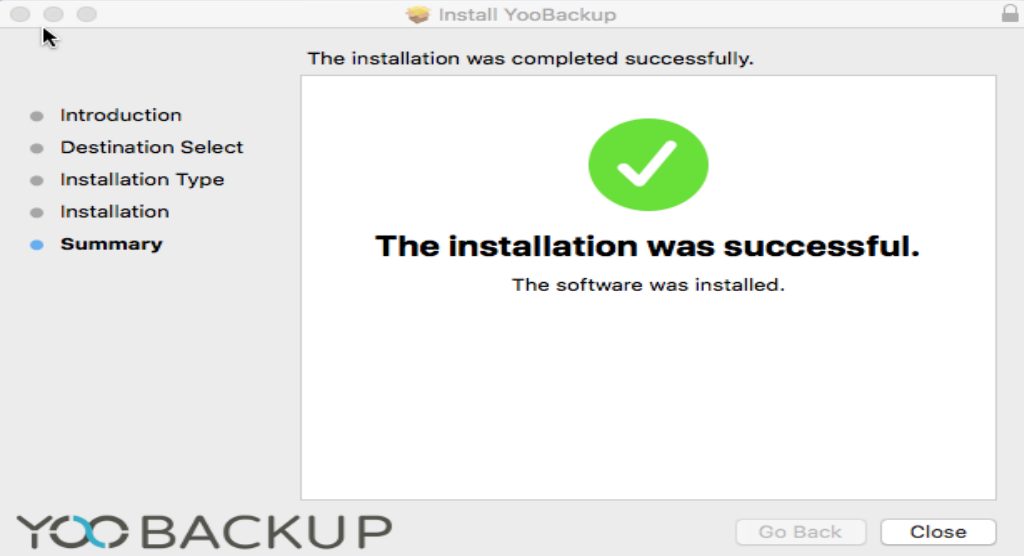 Install YooBackup
The installation was completed successfully.
Introduction
Destination Select
Installation Type
Installation
Summary
The installation was successful.
The software was installed.
YOOBACKUP
Go Back
Close